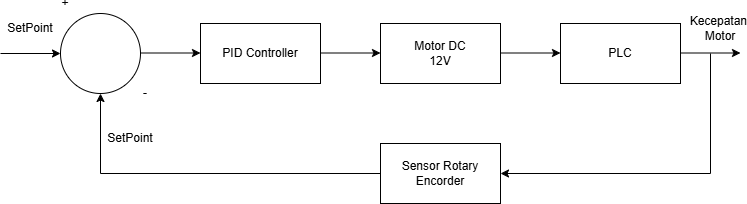 +
SetPoint
PID Controller
Motor DC
12V
PLC
Kecepatan
Motor
-
SetPoint
Sensor Rotary
Encorder